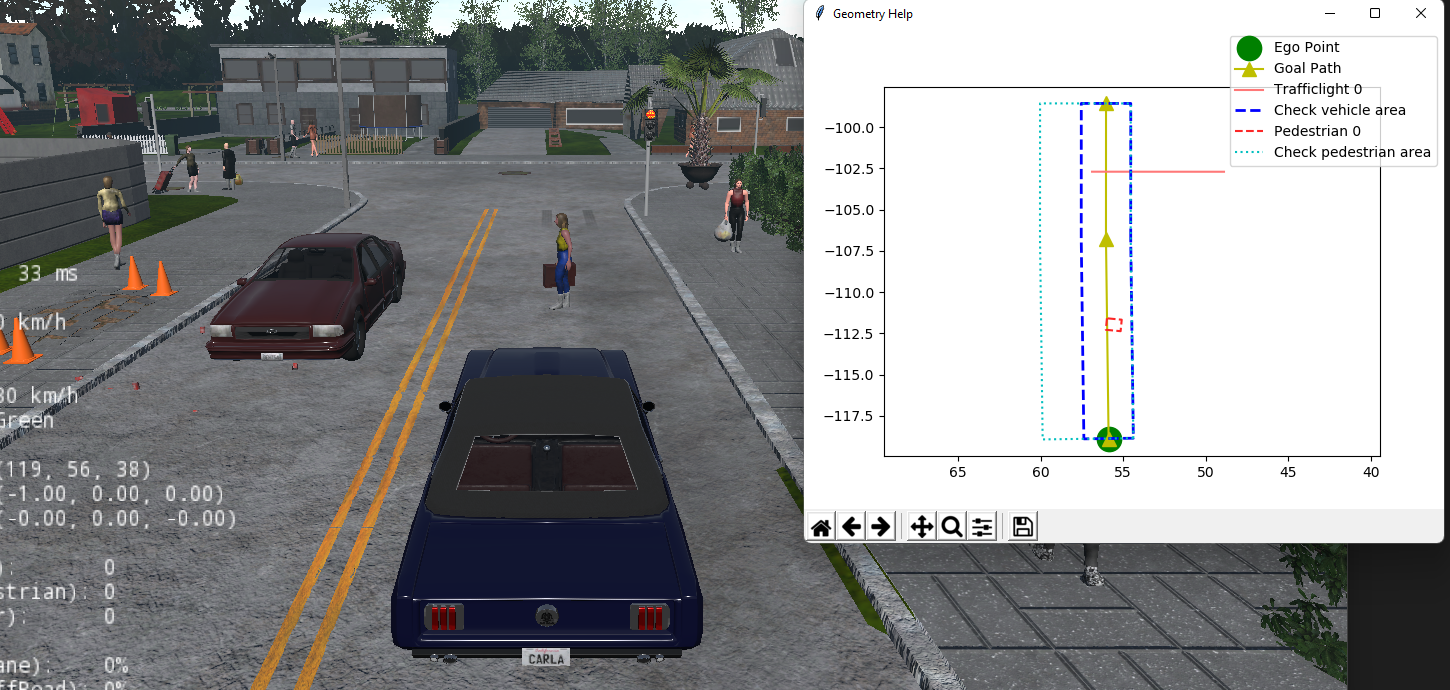 Geometry Help
Ego Point
Goal Path
Trafficlight 0
Check vehicle area
Pedestrian 0
Check pedestrian area
−100.0
−102.5
−105.0
−107.5
−110.0
−112.5
−115.0
−117.5
65
60
55
50
45
40
33 ms
0 km/h
30 km/h
Green
(119, 56, 38)
(-1.00, 0.00, 0.00)
(-0.00, 0.00, -0.00)
): 0
strian): 0
r): 0
ane): 0%
ffRoad): 0%
CARLA